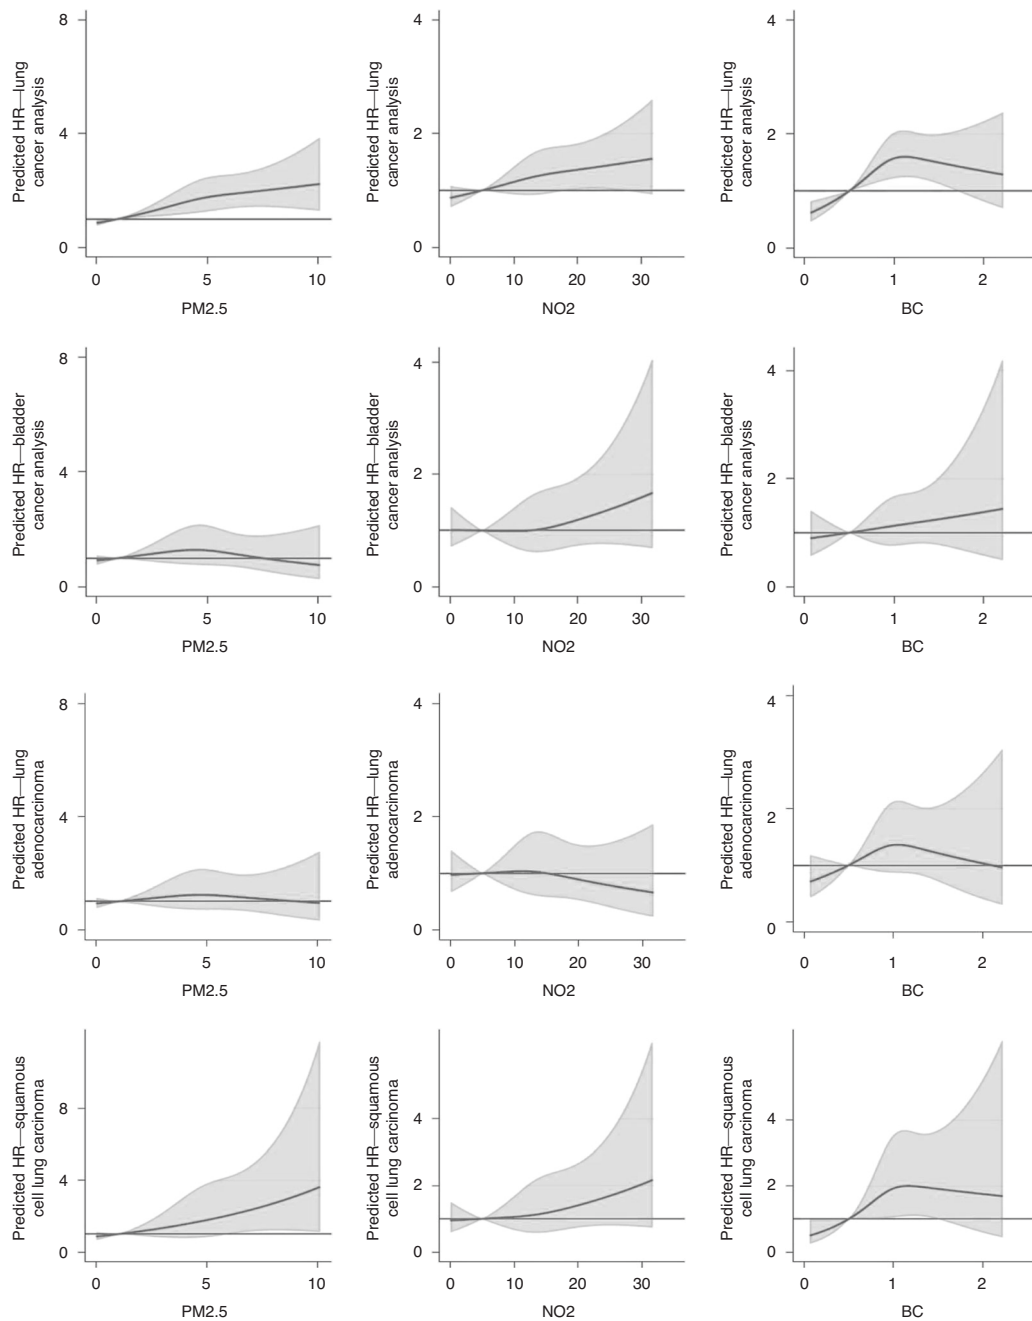 Predicted HR—lung
cancer analysis
8
4
0
0 5 10
PM2.5
Predicted HR—lung
cancer analysis
4
2
0
0 10 20 30
NO2
Predicted HR—lung
cancer analysis
4
2
0
0 1 2
BC
Predicted HR—bladder
cancer analysis
8
4
0
0 5 10
PM2.5
Predicted HR—bladder
cancer analysis
4
2
0
0 10 20 30
NO2
Predicted HR—bladder
cancer analysis
4
2
0
0 1 2
BC
Predicted HR—lung
adenocarcinoma
8
4
0
0 5 10
PM2.5
Predicted HR—lung
adenocarcinoma
4
2
0
0 10 20 30
NO2
Predicted HR—lung
adenocarcinoma
4
2
0
0 1 2
BC
Predicted HR—squamous
cell lung carcinoma
8
4
0
0 5 10
PM2.5
Predicted HR—squamous
cell lung carcinoma
4
2
0
0 10 20 30
NO2
Predicted HR—squamous
cell lung carcinoma
4
2
0
0 1 2
BC